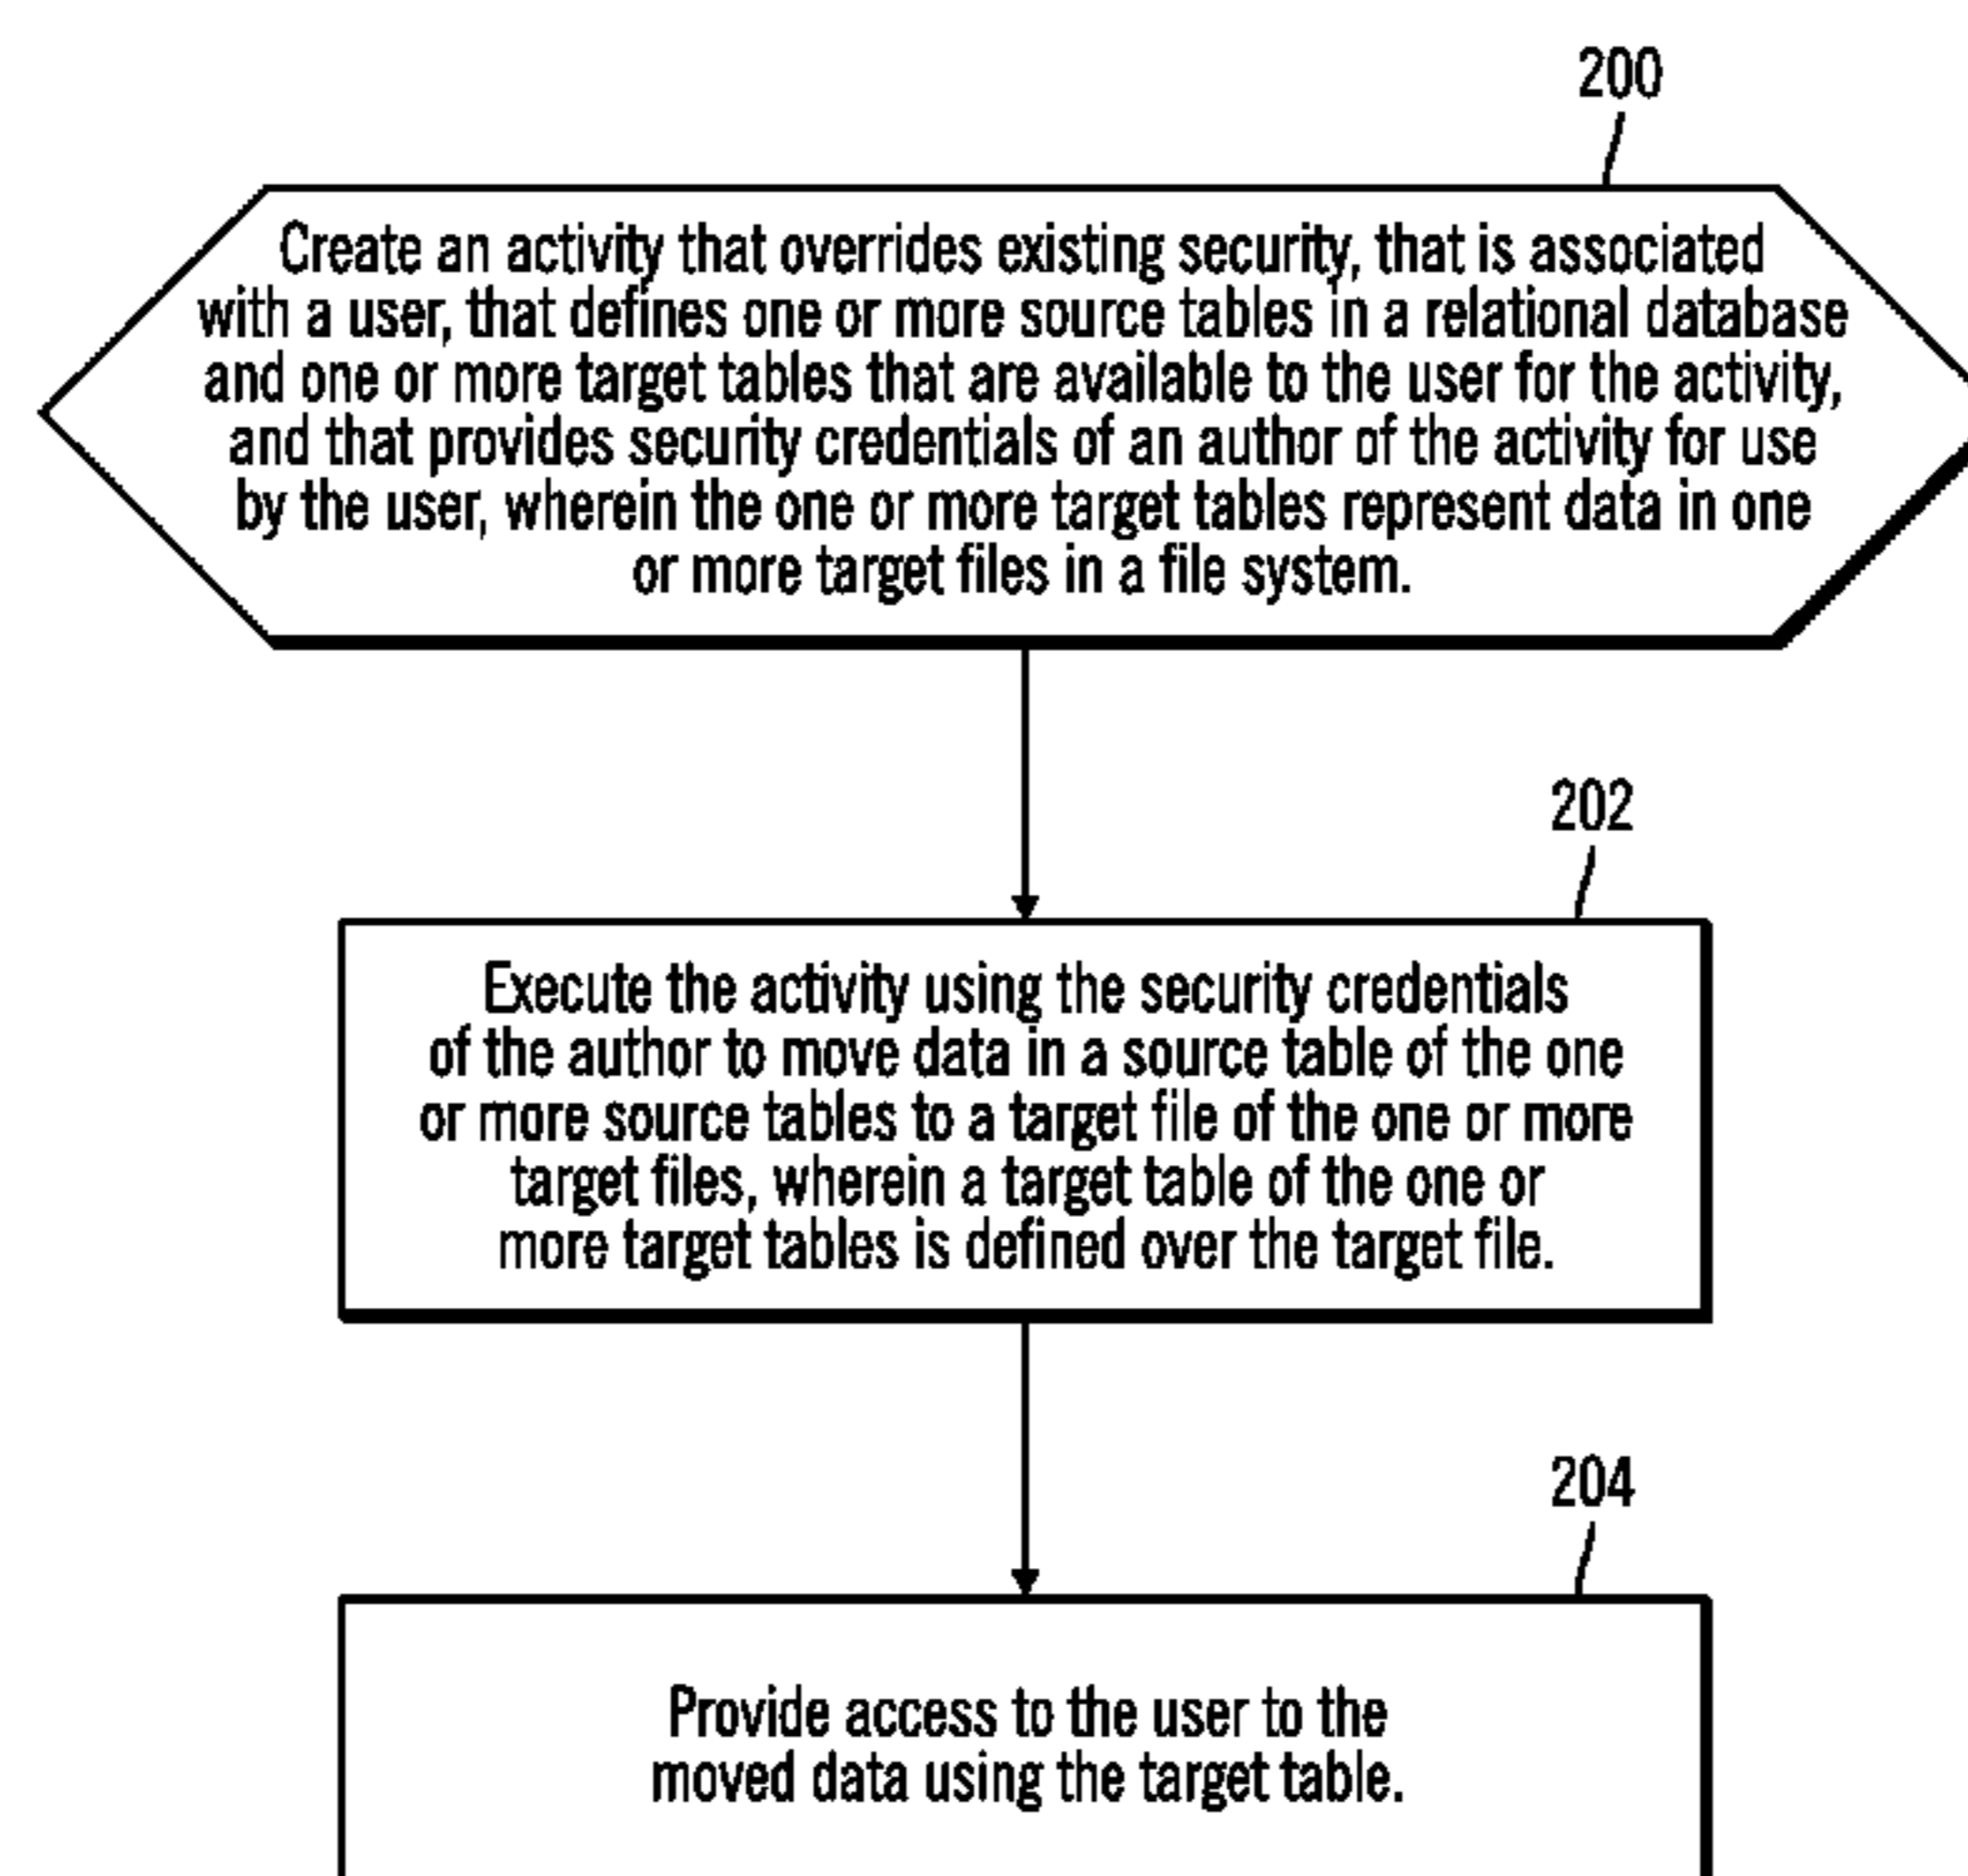 200
Create an activity that overrides existing security, that is associated
with a user, that defines one or more source tables in a relational database
and one or more target tables that are available to the user for the activity,
and that provides security credentials of an author of the activity for use
by the user, wherein the one or more target tables represent data in one
or more target files in a file system.
202
Execute the activity using the security credentials
of the author to move data in a source table of the one
or more source tables to a target file of the one or more
target files, wherein a target table of the one or
more target tables is defined over the target file.
204
Provide access to the user to the
moved data using the target table.